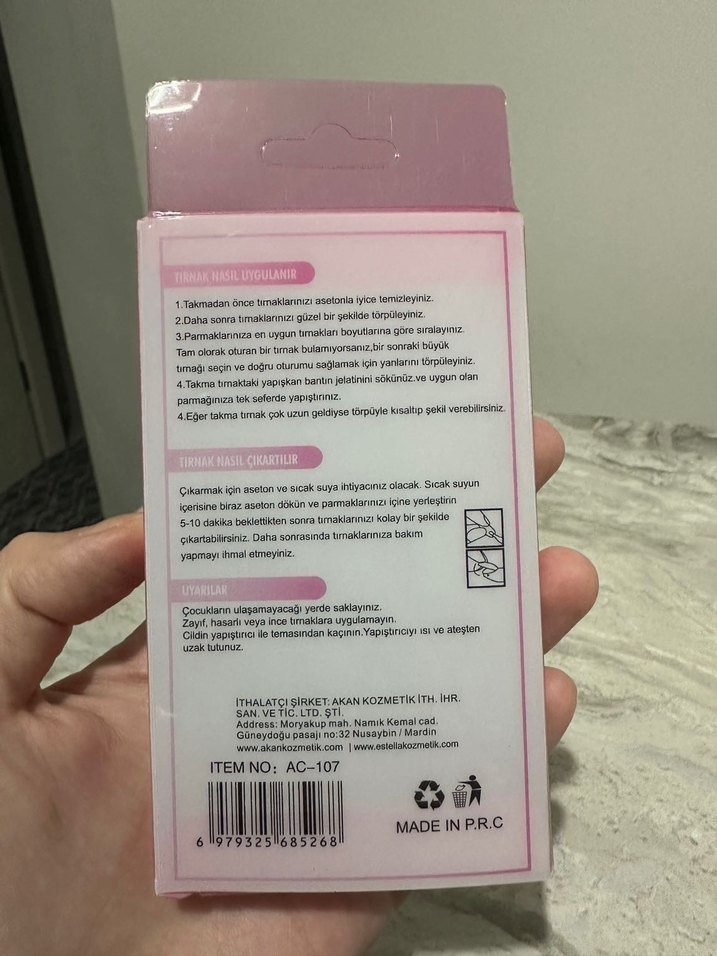 TIRNAK NASIL UYGULANIR
1.Takmadan önce tırnaklarınızı asetonla iyice temizleyiniz.
2.Daha sonra tırnaklarınızı güzel bir şekilde törpüleyiniz.
3.Parmaklarınıza en uygun tırnakları boyutlarına göre sıralayınız.
Tam olorak oturan bir tırnak bulamıyorsanız,bir sonraki büyük
tırnağı seçin ve doğru oturumu sağlamak için yanlarını törpüleyiniz.
4.Takma tırnaktaki yapışkan bantın jelatinini sökünüz.ve uygun olan
parmağınıza tek seferde yapıştırınız.
4.Eğer takma tırnak çok uzun geldiyse törpüyle kısaltıp şekil verebilirsiniz.
TIRNAK NASIL ÇIKARTILIR
Çıkarmak için aseton ve sıcak suya ihtiyacınız olacak. Sıcak suyun
içerisine biraz aseton dökün ve parmaklarınızı içine yerleştirin
5-10 dakika beklettikten sonra tırnaklarınızı kolay bir şekilde
çıkartabilirsiniz. Daha sonrasında tırnaklarınıza bakım
yapmayı ihmal etmeyiniz.
UYARILAR
Çocukların ulaşamayacağı yerde saklayınız.
Zayıf, hasarlı veya ince tırnaklara uygulamayın.
Cildin yapıştırıcı ile temasından kaçının.Yapıştırıcıyı ısı ve ateşten
uzak tutunuz.
İTHALATÇI ŞİRKET: AKAN KOZMETİK İTH. İHR.
SAN. VE TİC. LTD. ŞTİ.
Address: Moryakup mah. Namık Kemal cad.
Güneydoğu pasajı no:32 Nusaybin / Mardin
www.akankozmetik.com | www.estellakozmetik.com
ITEM NO: AC-107
6 979325 685268
MADE IN P.R.C